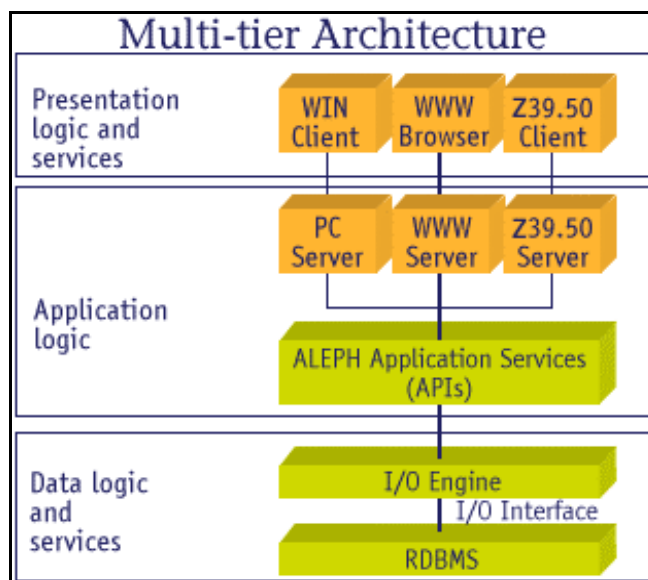 Multi-tier Architecture
Presentation
logic and
services
WIN
Client
WWW
Browser
Z39.50
Client
PC
Server
WWW
Server
Z39.50
Server
Application
logic
ALEPH Application Services
(APIs)
Data logic
and
services
I/O Engine
I/O Interface
RDBMS